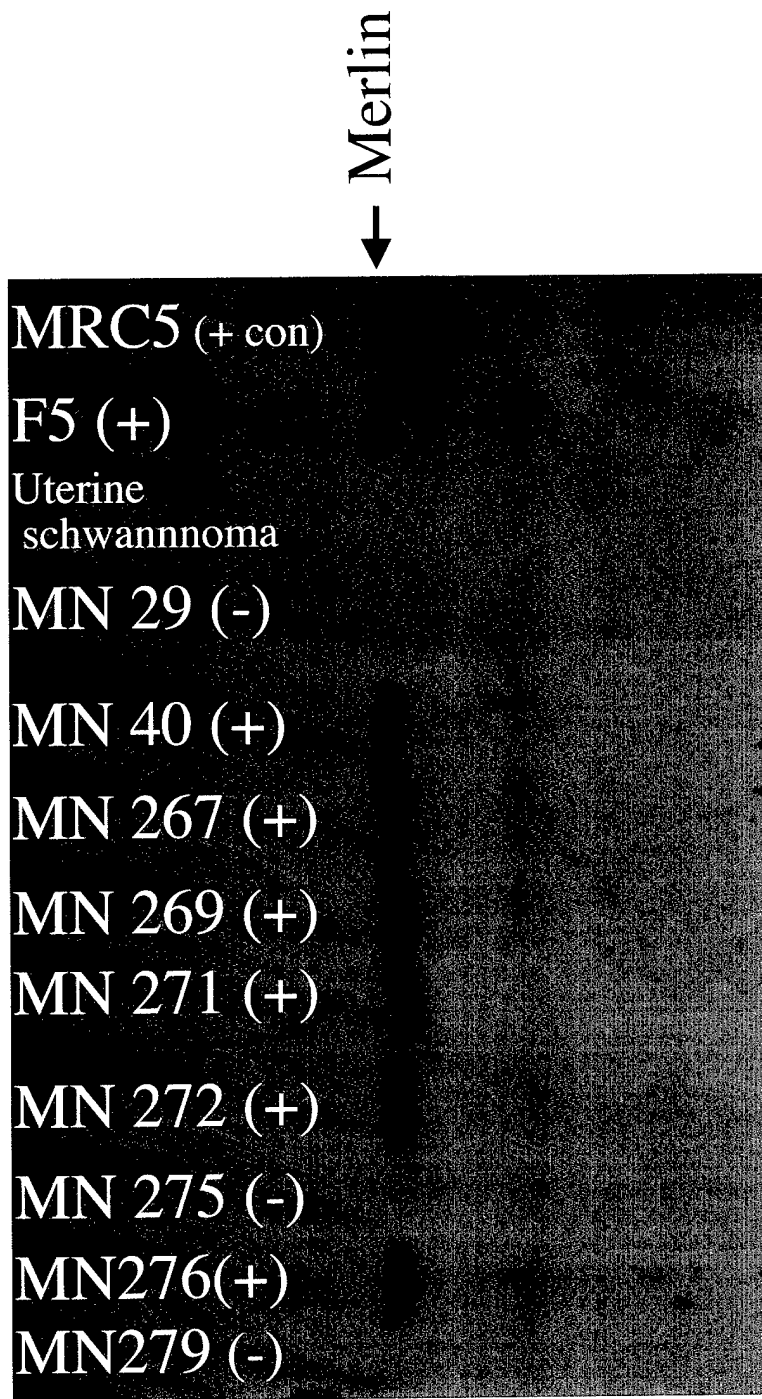 Merlin
MRC5 (+ con)
F5 (+)
Uterine
schwannnoma
MN 29 (-)
MN 40 (+)
MN 267 (+)
MN 269 (+)
MN 271 (+)
MN 272 (+)
MN 275 (-)
MN276(+)
MN279 (-)